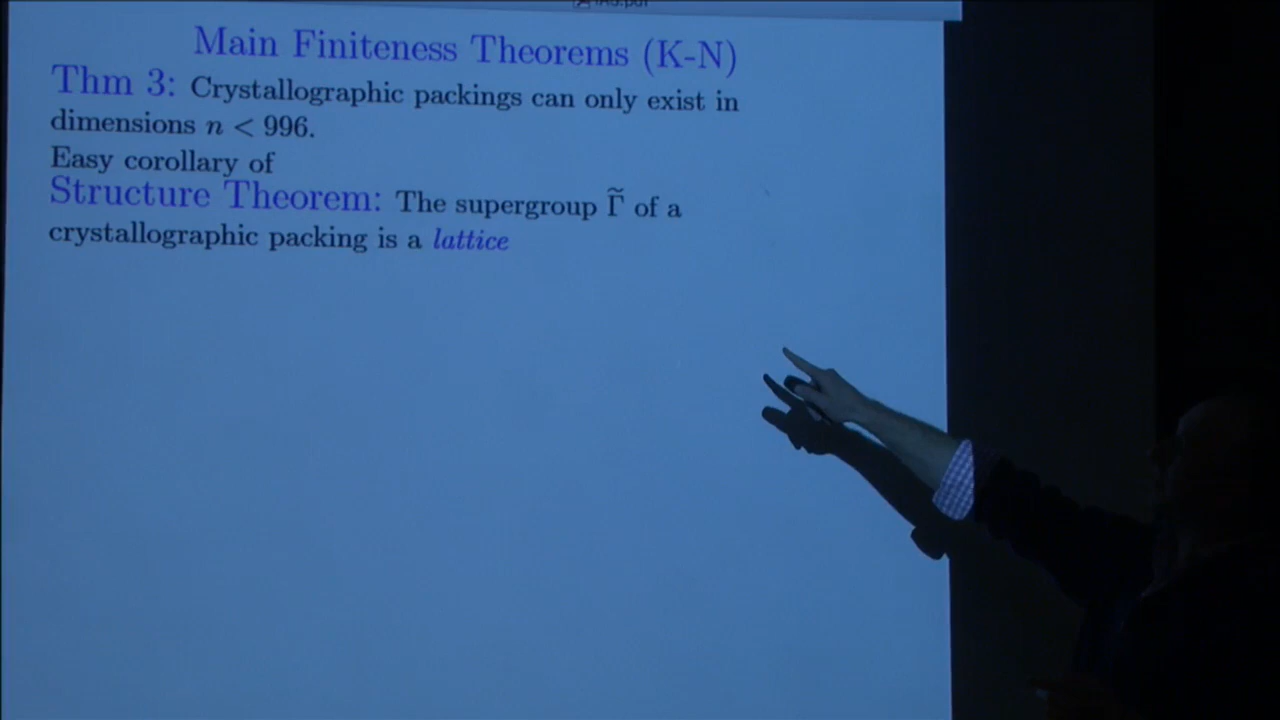 Main Finiteness Theorems (K-N)
Thm 3: Crystallographic packings can only exist in
dimensions n < 996.
Easy corollary of
Structure Theorem: The supergroup Γ̃ of a
crystallographic packing is a lattice